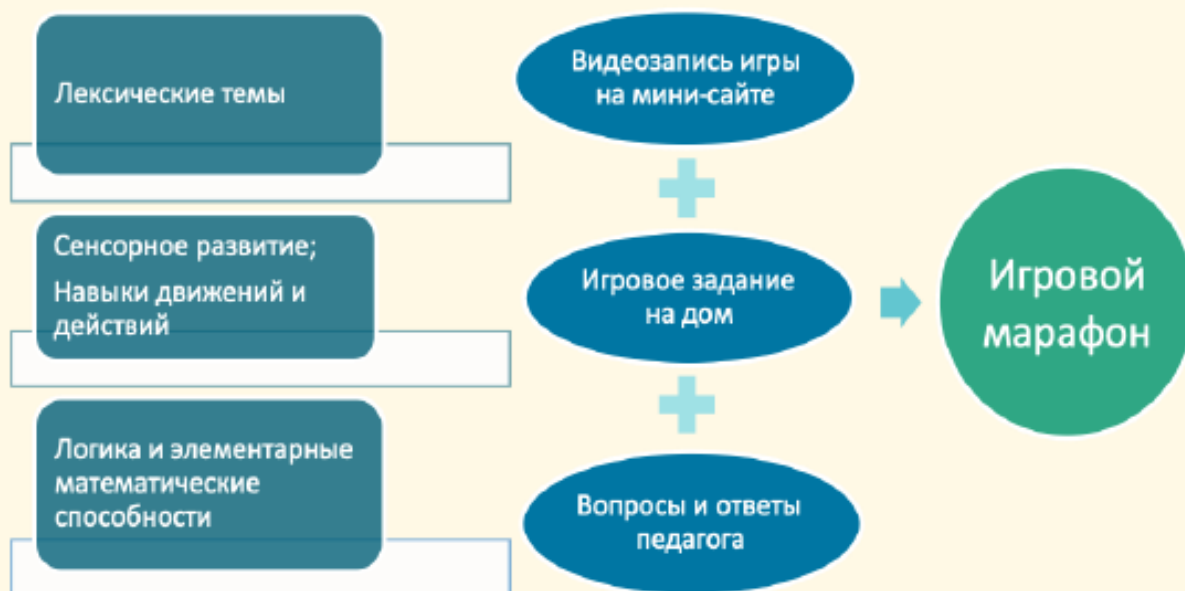 Лексические темы
Сенсорное развитие;
Навыки движений и
действий
Логика и элементарные
математические
способности
Видеозапись игры
на мини-сайте
Игровое задание
на дом
Вопросы и ответы
педагога
Игровой
марафон